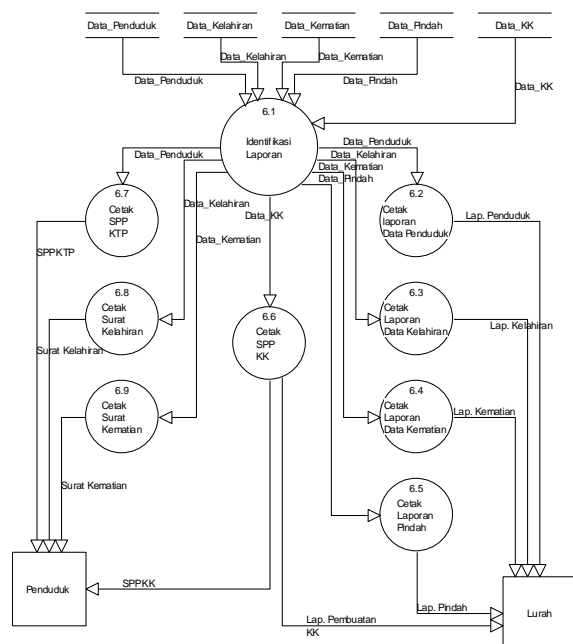 Data_Penduduk
Data_Kelahiran
Data_Kematian
Data_Pindah
Data_KK
Data_Penduduk
Data_Kelahiran
Data_Kematian
Data_Pindah
Data_KK
6.1
Identifikasi
Laporan
Data_Penduduk
Data_Kelahiran
Data_Kematian
Data_Pindah
Data_Penduduk
Data_Kelahiran
Data_KK
Data_Kematian
6.7
Cetak
SPP
KTP
6.2
Cetak
laporan
Data Penduduk
Lap. Penduduk
SPPKTP
6.8
Cetak
Surat
Kelahiran
6.3
Cetak
Laporan
Data Kelahiran
Lap. Kelahiran
6.6
Cetak
SPP
KK
Surat Kelahiran
6.9
Cetak
Surat
Kematian
6.4
Cetak
Laporan
Data Kematian
Lap. Kematian
Surat Kematian
6.5
Cetak
Laporan
Pindah
Penduduk
SPPKK
Lap. Pindah
Lap. Pembuatan
KK
Lurah